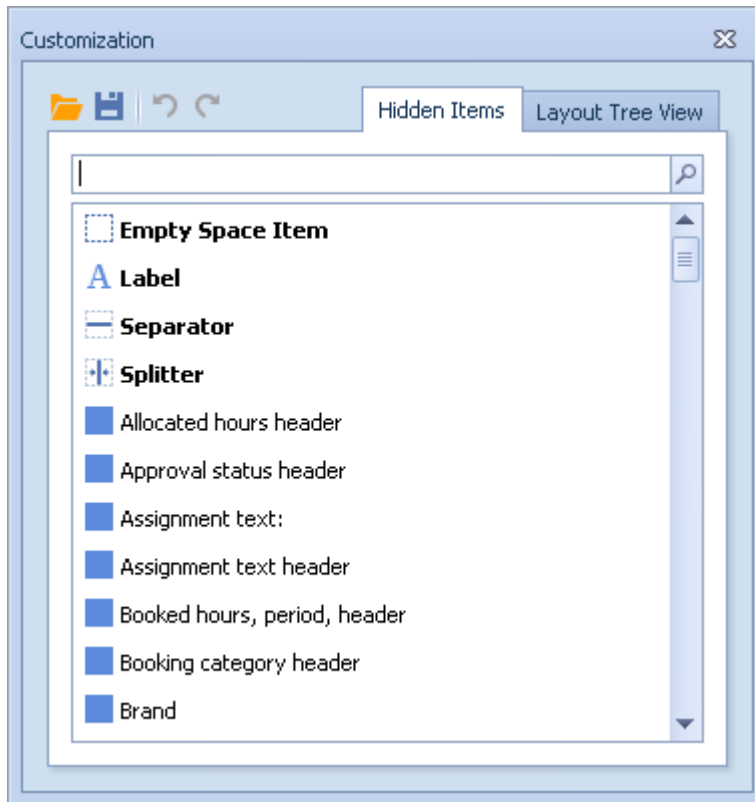 Customization
Hidden Items
Layout Tree View
Empty Space Item
A Label
Separator
Splitter
Allocated hours header
Approval status header
Assignment text:
Assignment text header
Booked hours, period, header
Booking category header
Brand